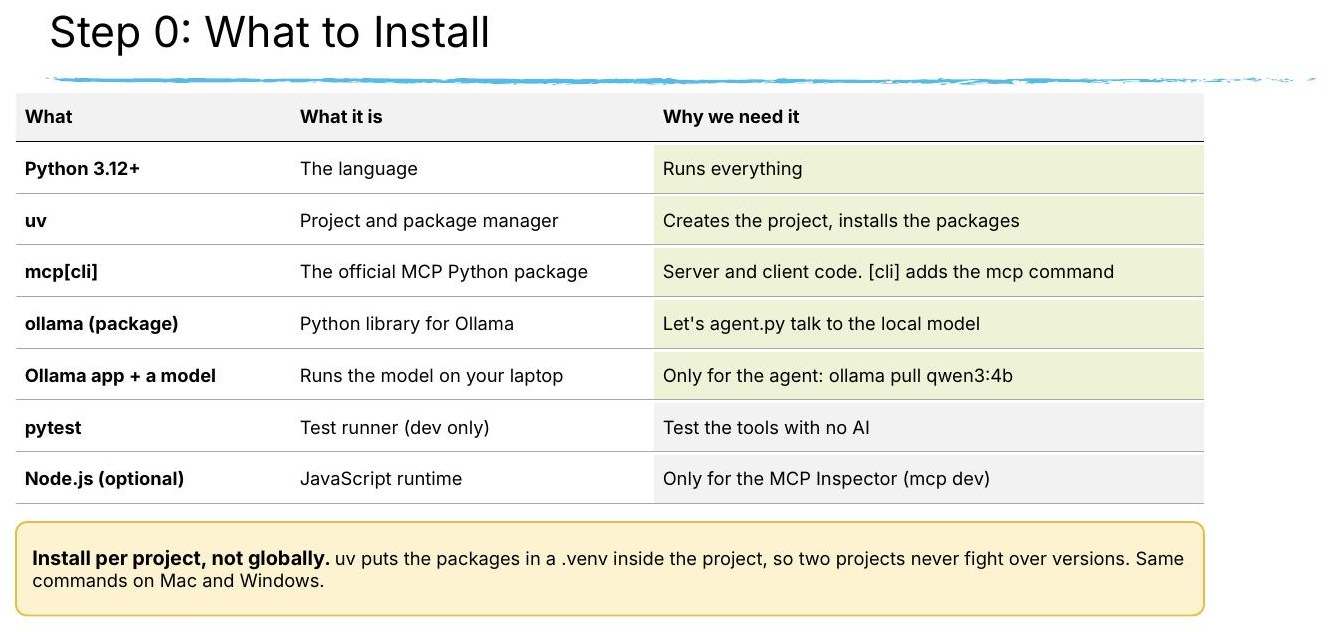 Step 0: What to Install
What What it is Why we need it
Python 3.12+ The language Runs everything
uv Project and package manager Creates the project, installs the packages
mcp[cli] The official MCP Python package Server and client code. [cli] adds the mcp command
ollama (package) Python library for Ollama Let's agent.py talk to the local model
Ollama app + a model Runs the model on your laptop Only for the agent: ollama pull qwen3:4b
pytest Test runner (dev only) Test the tools with no AI
Node.js (optional) JavaScript runtime Only for the MCP Inspector (mcp dev)
Install per project, not globally. uv puts the packages in a .venv inside the project, so two projects never fight over versions. Same
commands on Mac and Windows.